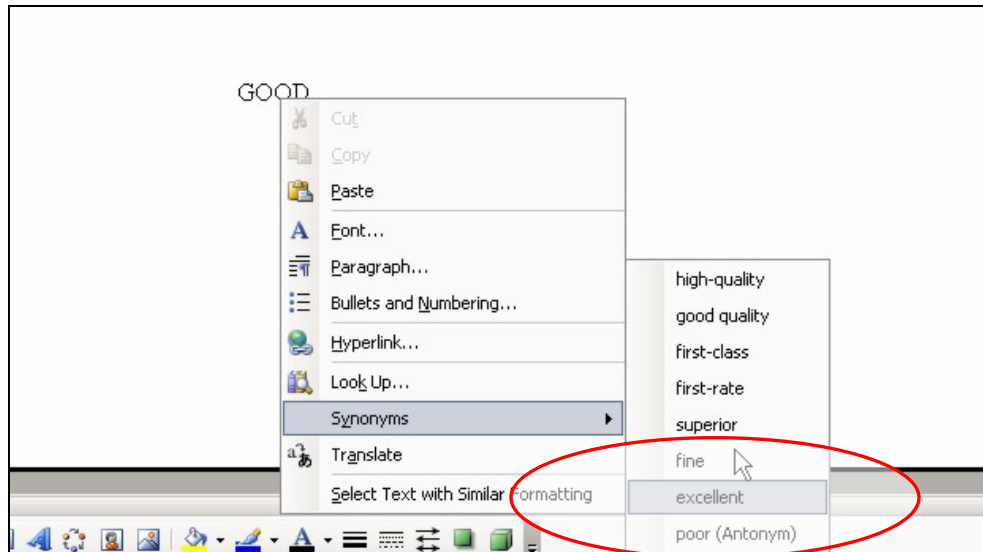 GOOD
Cut
Copy
Paste
Font...
Paragraph...
Bullets and Numbering...
Hyperlink...
Look Up...
Synonyms
Translate
Select Text with Similar Formatting
high-quality
good quality
first-class
first-rate
superior
fine
excellent
poor (Antonym)